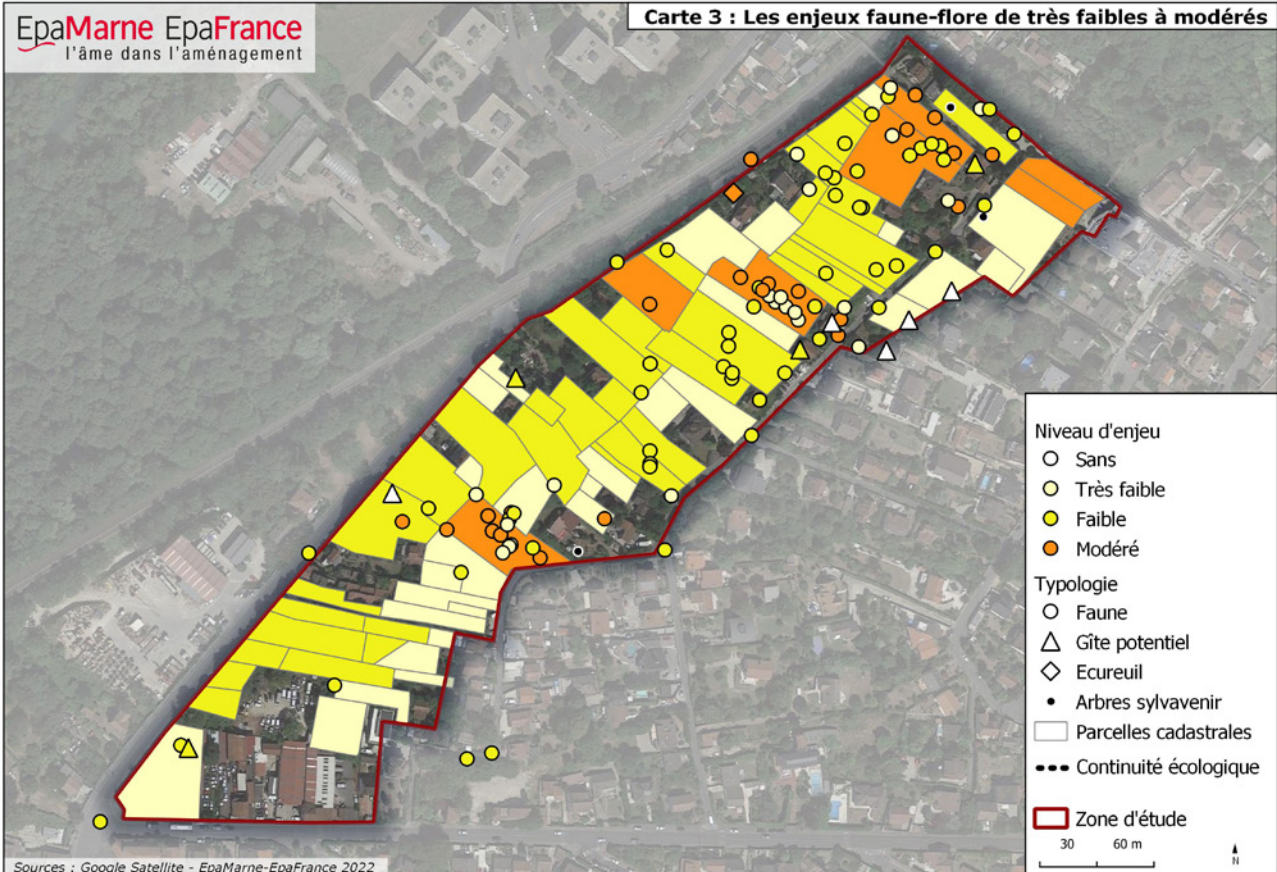 EpaMarne EpaFrance
l'âme dans l'aménagement
Carte 3 : Les enjeux faune-flore de très faibles à modérés
Niveau d'enjeu
Sans
Très faible
Faible
Modéré
Typologie
Faune
Gîte potentiel
Ecureuil
Arbres sylvavenir
Parcelles cadastrales
Continuité écologique
Zone d'étude
30 60 m
N
Sources : Google Satellite - EpaMarne-EpaFrance 2022